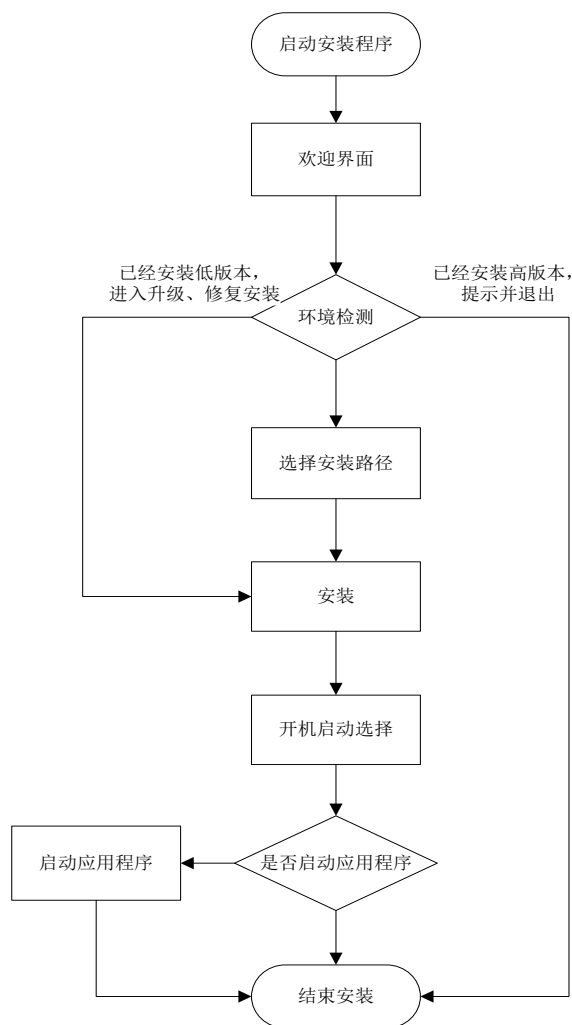 启动安装程序
欢迎界面
已经安装低版本，
进入升级、修复安装
已经安装高版本，
提示并退出
环境检测
选择安装路径
安装
开机启动选择
启动应用程序
是否启动应用程序
结束安装